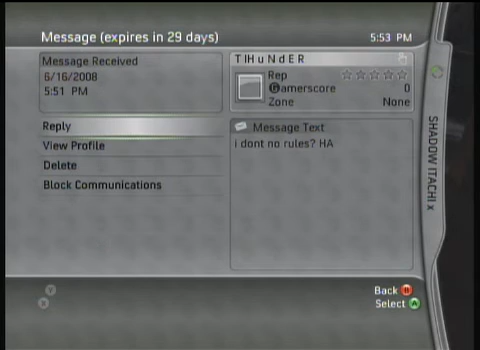 Message (expires in 29 days)
5:53 PM
Message Received
6/16/2008
5:51 PM
T IH u N d E R
Rep
Gamerscore 0
Zone None
Reply
View Profile
Delete
Block Communications
Message Text
i dont no rules? HA
SHADOW ITACHI x
Y
X
Back B
Select A